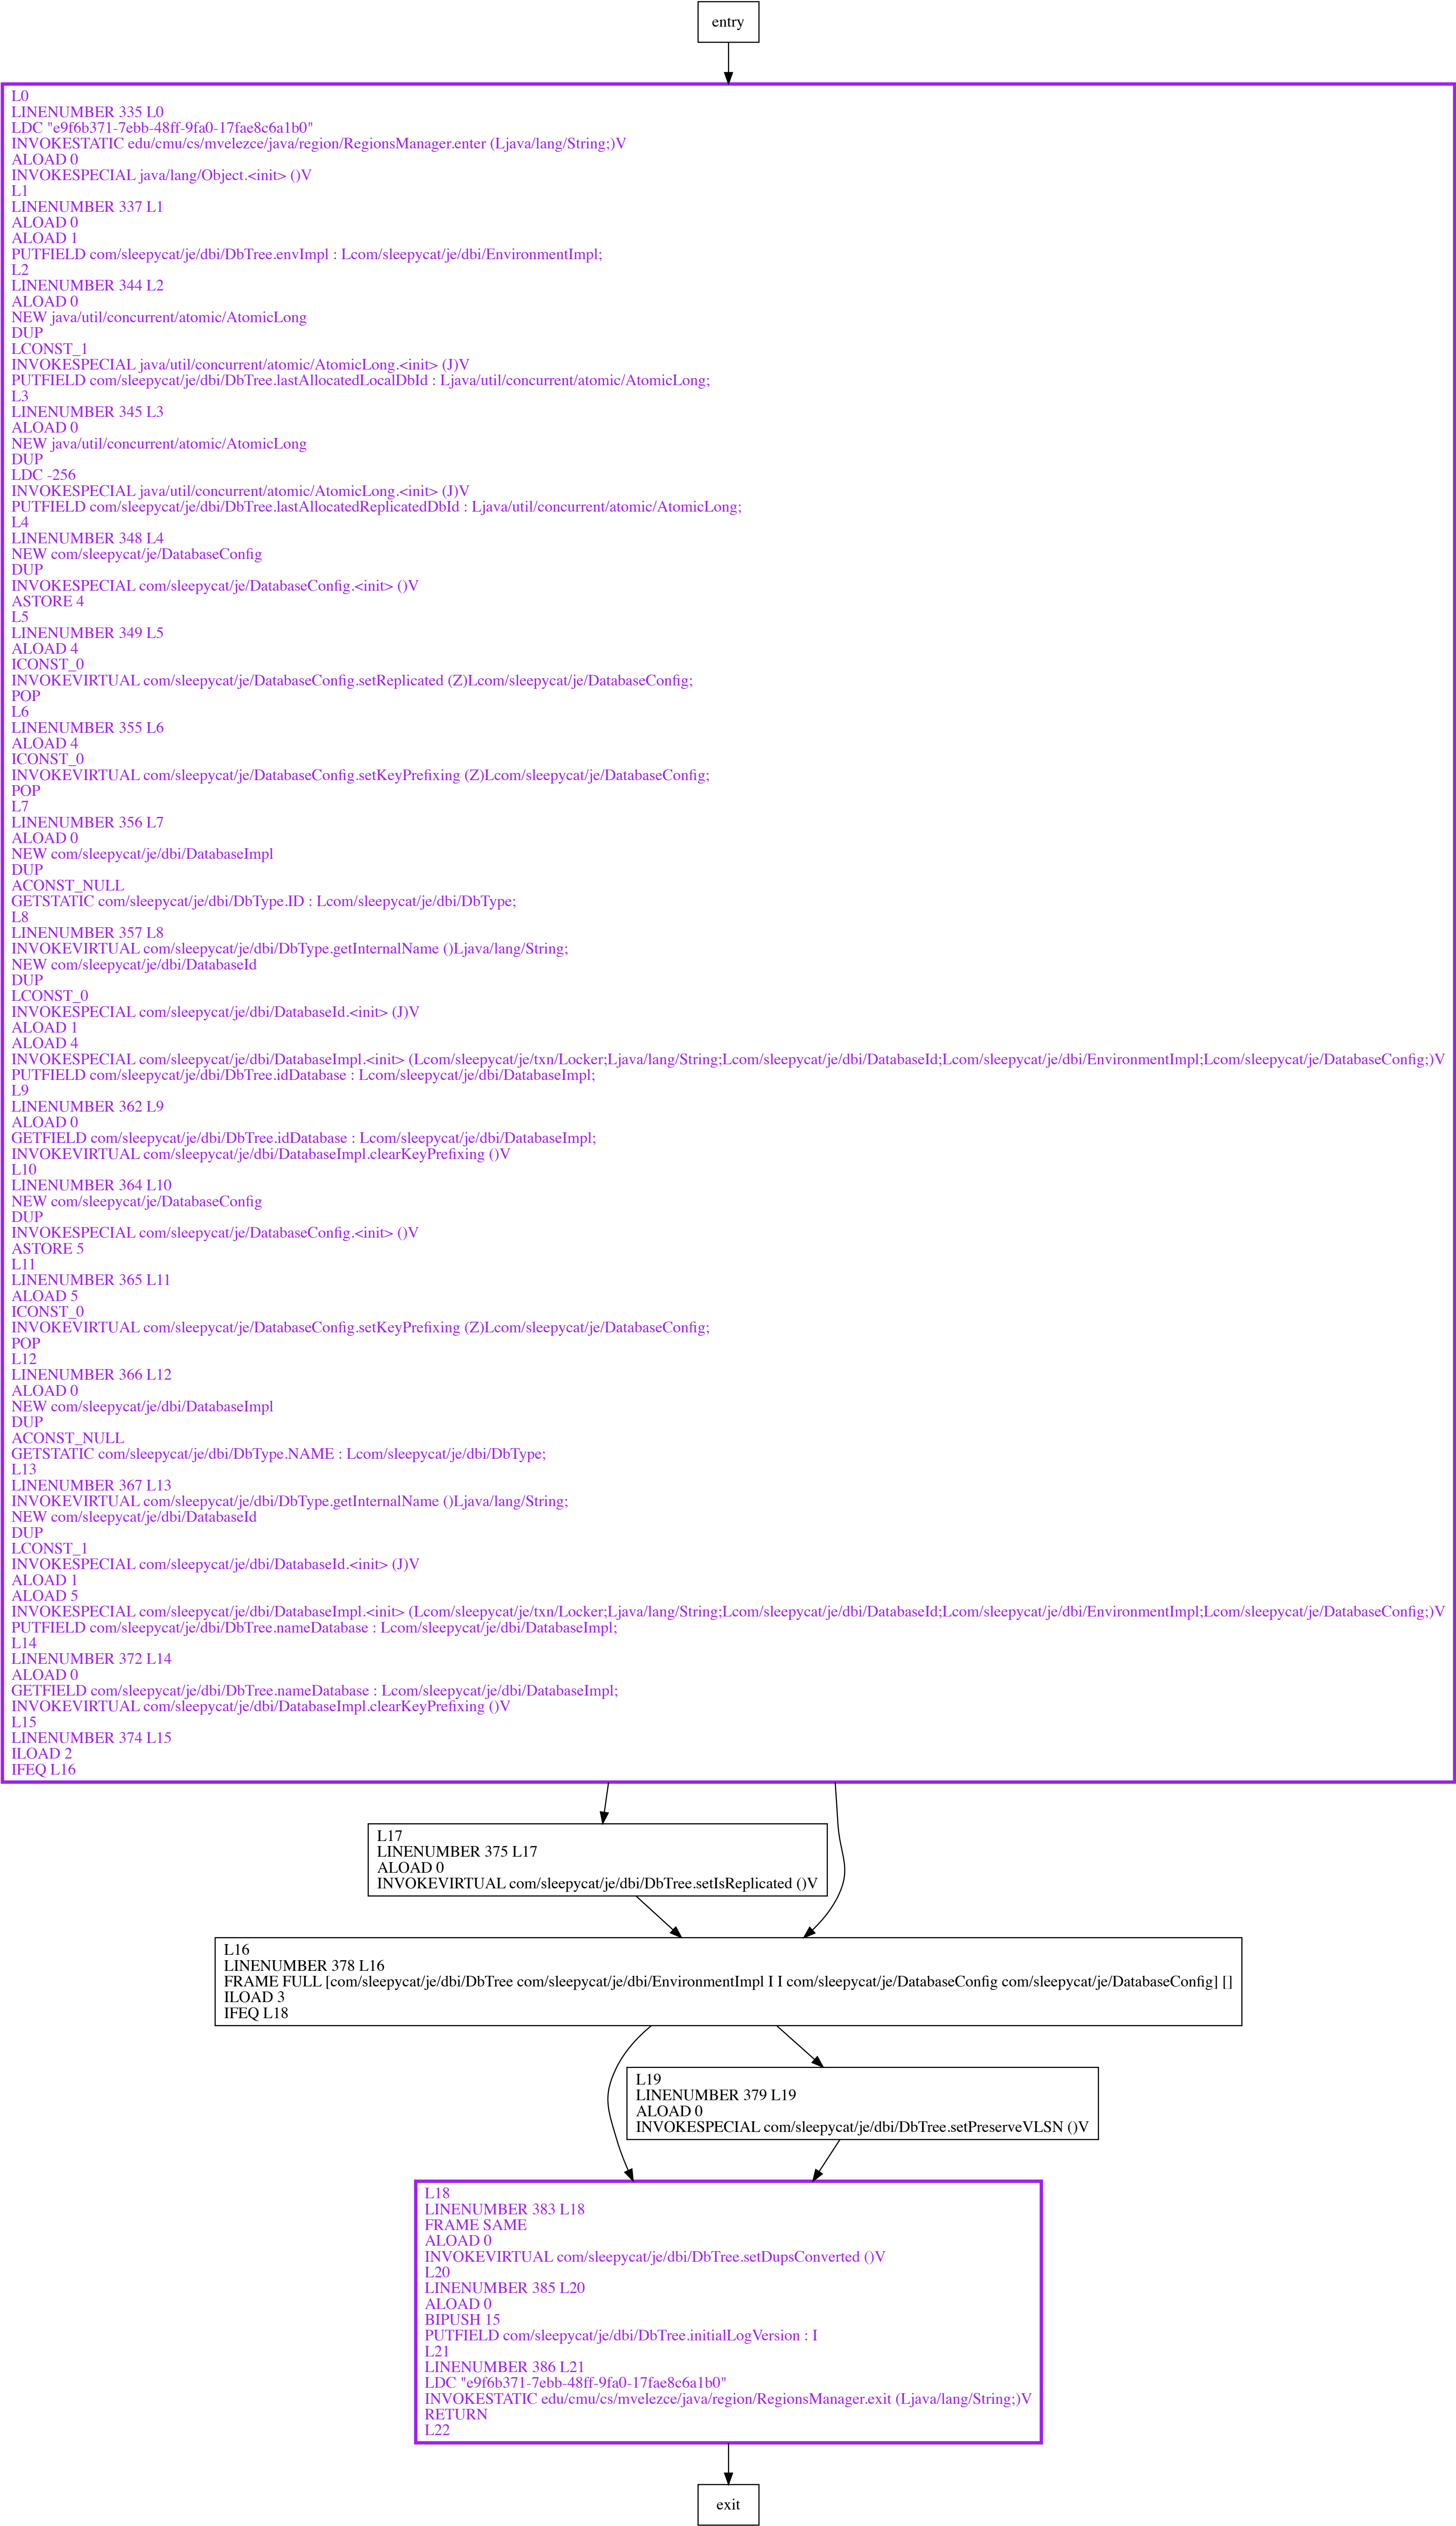 entry
L0
LINENUMBER 335 L0
LDC "e9f6b371-7ebb-48ff-9fa0-17fae8c6a1b0"
INVOKESTATIC edu/cmu/cs/mvelezce/java/region/RegionsManager.enter (Ljava/lang/String;)V
ALOAD 0
INVOKESPECIAL java/lang/Object.<init> ()V
L1
LINENUMBER 337 L1
ALOAD 0
ALOAD 1
PUTFIELD com/sleepycat/je/dbi/DbTree.envImpl : Lcom/sleepycat/je/dbi/EnvironmentImpl;
L2
LINENUMBER 344 L2
ALOAD 0
NEW java/util/concurrent/atomic/AtomicLong
DUP
LCONST_1
INVOKESPECIAL java/util/concurrent/atomic/AtomicLong.<init> (J)V
PUTFIELD com/sleepycat/je/dbi/DbTree.lastAllocatedLocalDbId : Ljava/util/concurrent/atomic/AtomicLong;
L3
LINENUMBER 345 L3
ALOAD 0
NEW java/util/concurrent/atomic/AtomicLong
DUP
LDC -256
INVOKESPECIAL java/util/concurrent/atomic/AtomicLong.<init> (J)V
PUTFIELD com/sleepycat/je/dbi/DbTree.lastAllocatedReplicatedDbId : Ljava/util/concurrent/atomic/AtomicLong;
L4
LINENUMBER 348 L4
NEW com/sleepycat/je/DatabaseConfig
DUP
INVOKESPECIAL com/sleepycat/je/DatabaseConfig.<init> ()V
ASTORE 4
L5
LINENUMBER 349 L5
ALOAD 4
ICONST_0
INVOKEVIRTUAL com/sleepycat/je/DatabaseConfig.setReplicated (Z)Lcom/sleepycat/je/DatabaseConfig;
POP
L6
LINENUMBER 355 L6
ALOAD 4
ICONST_0
INVOKEVIRTUAL com/sleepycat/je/DatabaseConfig.setKeyPrefixing (Z)Lcom/sleepycat/je/DatabaseConfig;
POP
L7
LINENUMBER 356 L7
ALOAD 0
NEW com/sleepycat/je/dbi/DatabaseImpl
DUP
ACONST_NULL
GETSTATIC com/sleepycat/je/dbi/DbType.ID : Lcom/sleepycat/je/dbi/DbType;
L8
LINENUMBER 357 L8
INVOKEVIRTUAL com/sleepycat/je/dbi/DbType.getInternalName ()Ljava/lang/String;
NEW com/sleepycat/je/dbi/DatabaseId
DUP
LCONST_0
INVOKESPECIAL com/sleepycat/je/dbi/DatabaseId.<init> (J)V
ALOAD 1
ALOAD 4
INVOKESPECIAL com/sleepycat/je/dbi/DatabaseImpl.<init> (Lcom/sleepycat/je/txn/Locker;Ljava/lang/String;Lcom/sleepycat/je/dbi/DatabaseId;Lcom/sleepycat/je/dbi/EnvironmentImpl;Lcom/sleepycat/je/DatabaseConfig;)V
PUTFIELD com/sleepycat/je/dbi/DbTree.idDatabase : Lcom/sleepycat/je/dbi/DatabaseImpl;
L9
LINENUMBER 362 L9
ALOAD 0
GETFIELD com/sleepycat/je/dbi/DbTree.idDatabase : Lcom/sleepycat/je/dbi/DatabaseImpl;
INVOKEVIRTUAL com/sleepycat/je/dbi/DatabaseImpl.clearKeyPrefixing ()V
L10
LINENUMBER 364 L10
NEW com/sleepycat/je/DatabaseConfig
DUP
INVOKESPECIAL com/sleepycat/je/DatabaseConfig.<init> ()V
ASTORE 5
L11
LINENUMBER 365 L11
ALOAD 5
ICONST_0
INVOKEVIRTUAL com/sleepycat/je/DatabaseConfig.setKeyPrefixing (Z)Lcom/sleepycat/je/DatabaseConfig;
POP
L12
LINENUMBER 366 L12
ALOAD 0
NEW com/sleepycat/je/dbi/DatabaseImpl
DUP
ACONST_NULL
GETSTATIC com/sleepycat/je/dbi/DbType.NAME : Lcom/sleepycat/je/dbi/DbType;
L13
LINENUMBER 367 L13
INVOKEVIRTUAL com/sleepycat/je/dbi/DbType.getInternalName ()Ljava/lang/String;
NEW com/sleepycat/je/dbi/DatabaseId
DUP
LCONST_1
INVOKESPECIAL com/sleepycat/je/dbi/DatabaseId.<init> (J)V
ALOAD 1
ALOAD 5
INVOKESPECIAL com/sleepycat/je/dbi/DatabaseImpl.<init> (Lcom/sleepycat/je/txn/Locker;Ljava/lang/String;Lcom/sleepycat/je/dbi/DatabaseId;Lcom/sleepycat/je/dbi/EnvironmentImpl;Lcom/sleepycat/je/DatabaseConfig;)V
PUTFIELD com/sleepycat/je/dbi/DbTree.nameDatabase : Lcom/sleepycat/je/dbi/DatabaseImpl;
L14
LINENUMBER 372 L14
ALOAD 0
GETFIELD com/sleepycat/je/dbi/DbTree.nameDatabase : Lcom/sleepycat/je/dbi/DatabaseImpl;
INVOKEVIRTUAL com/sleepycat/je/dbi/DatabaseImpl.clearKeyPrefixing ()V
L15
LINENUMBER 374 L15
ILOAD 2
IFEQ L16
L17
LINENUMBER 375 L17
ALOAD 0
INVOKEVIRTUAL com/sleepycat/je/dbi/DbTree.setIsReplicated ()V
L16
LINENUMBER 378 L16
FRAME FULL [com/sleepycat/je/dbi/DbTree com/sleepycat/je/dbi/EnvironmentImpl I I com/sleepycat/je/DatabaseConfig com/sleepycat/je/DatabaseConfig] []
ILOAD 3
IFEQ L18
L19
LINENUMBER 379 L19
ALOAD 0
INVOKESPECIAL com/sleepycat/je/dbi/DbTree.setPreserveVLSN ()V
L18
LINENUMBER 383 L18
FRAME SAME
ALOAD 0
INVOKEVIRTUAL com/sleepycat/je/dbi/DbTree.setDupsConverted ()V
L20
LINENUMBER 385 L20
ALOAD 0
BIPUSH 15
PUTFIELD com/sleepycat/je/dbi/DbTree.initialLogVersion : I
L21
LINENUMBER 386 L21
LDC "e9f6b371-7ebb-48ff-9fa0-17fae8c6a1b0"
INVOKESTATIC edu/cmu/cs/mvelezce/java/region/RegionsManager.exit (Ljava/lang/String;)V
RETURN
L22
exit